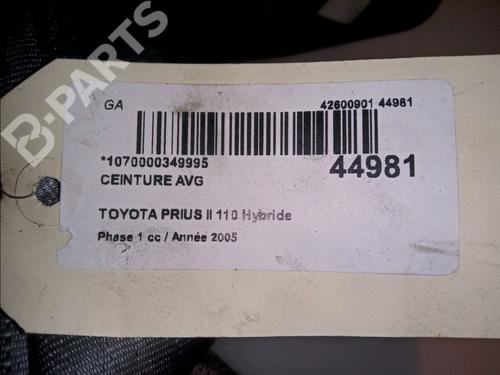 B-PARTS
GA 42600901 44981
*1070000349995 44981
CEINTURE AVG
TOYOTA PRIUS II 110 Hybride
Phase 1 cc / Année 2005